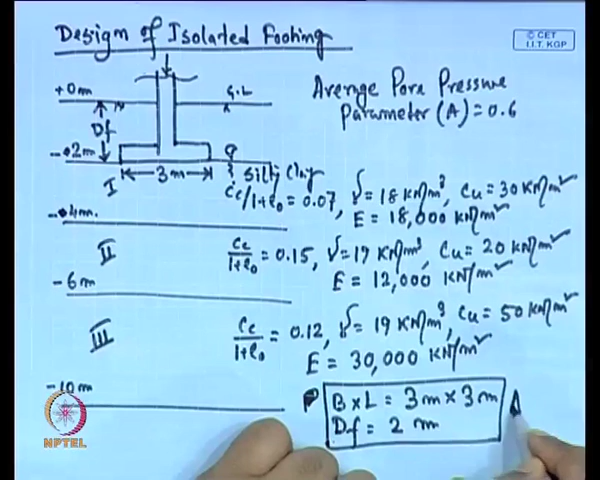 Design of Isolated Footing
© CET
I.I.T. KGP
+0m
G.L
Average Pore Pressure
Parameter (A) = 0.6
Df
-2m
3m
q
I
Silty Clay
Cc/1+e0 = 0.07, γ = 18 KN/m³, Cu = 30 KN/m²
E = 18,000 KN/m²
-4m.
II
Cc/1+e0 = 0.15, γ = 17 KN/m³, Cu = 20 KN/m²
E = 12,000 KN/m²
-6m
III
Cc/1+e0 = 0.12, γ = 19 KN/m³, Cu = 50 KN/m²
E = 30,000 KN/m²
-10m
B x L = 3m x 3m
Df = 2 m
NPTEL